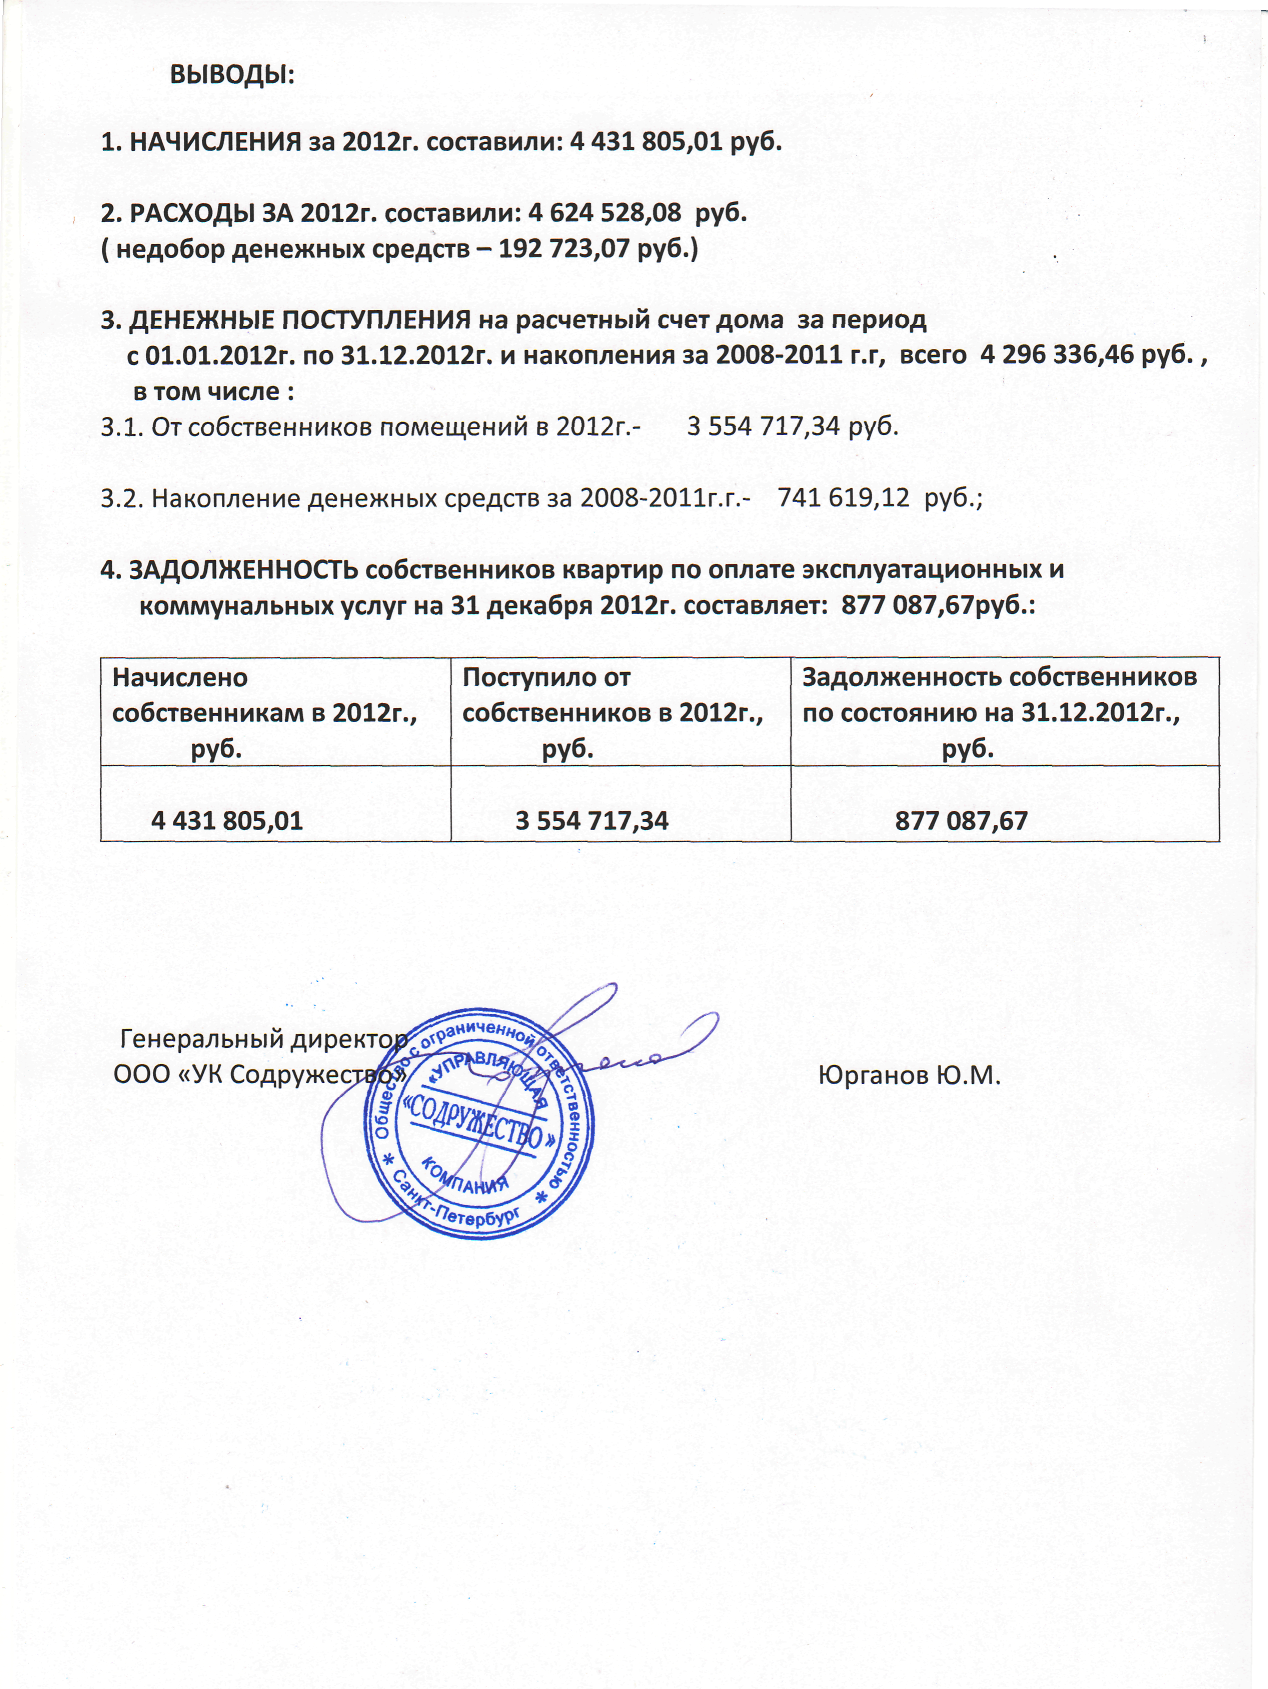 ВЫВОДЫ:
1. НАЧИСЛЕНИЯ за 2012г. составили: 4 431 805,01 руб.
2. РАСХОДЫ ЗА 2012г. составили: 4 624 528,08 руб.
( недобор денежных средств – 192 723,07 руб.)
3. ДЕНЕЖНЫЕ ПОСТУПЛЕНИЯ на расчетный счет дома за период
с 01.01.2012г. по 31.12.2012г. и накопления за 2008-2011 г.г, всего 4 296 336,46 руб. ,
в том числе :
3.1. От собственников помещений в 2012г.- 3 554 717,34 руб.
3.2. Накопление денежных средств за 2008-2011г.г.- 741 619,12 руб.;
4. ЗАДОЛЖЕННОСТЬ собственников квартир по оплате эксплуатационных и
коммунальных услуг на 31 декабря 2012г. составляет: 877 087,67руб.:
Начислено
собственникам в 2012г.,
руб.
Поступило от
собственников в 2012г.,
руб.
Задолженность собственников
по состоянию на 31.12.2012г.,
руб.
4 431 805,01
3 554 717,34
877 087,67
Генеральный директор
ООО «УК Содружество»
Юрганов Ю.М.
Общество с ограниченной ответственностью
«УПРАВЛЯЮЩАЯ
«СОДРУЖЕСТВО»
КОМПАНИЯ
* Санкт-Петербург *